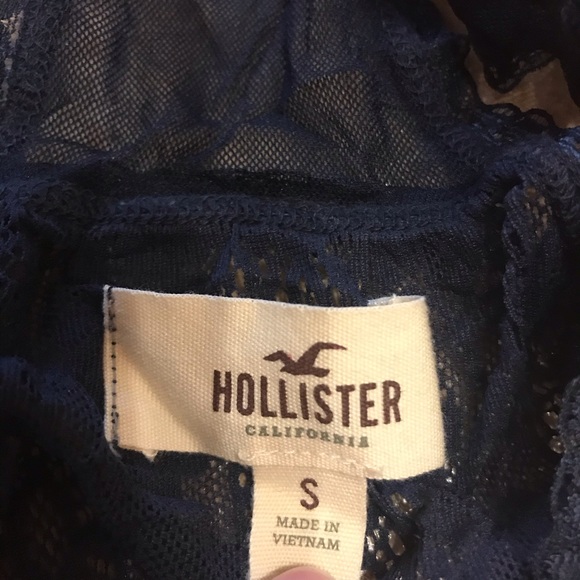 HOLLISTER
CALIFORNIA
S
MADE IN
VIETNAM